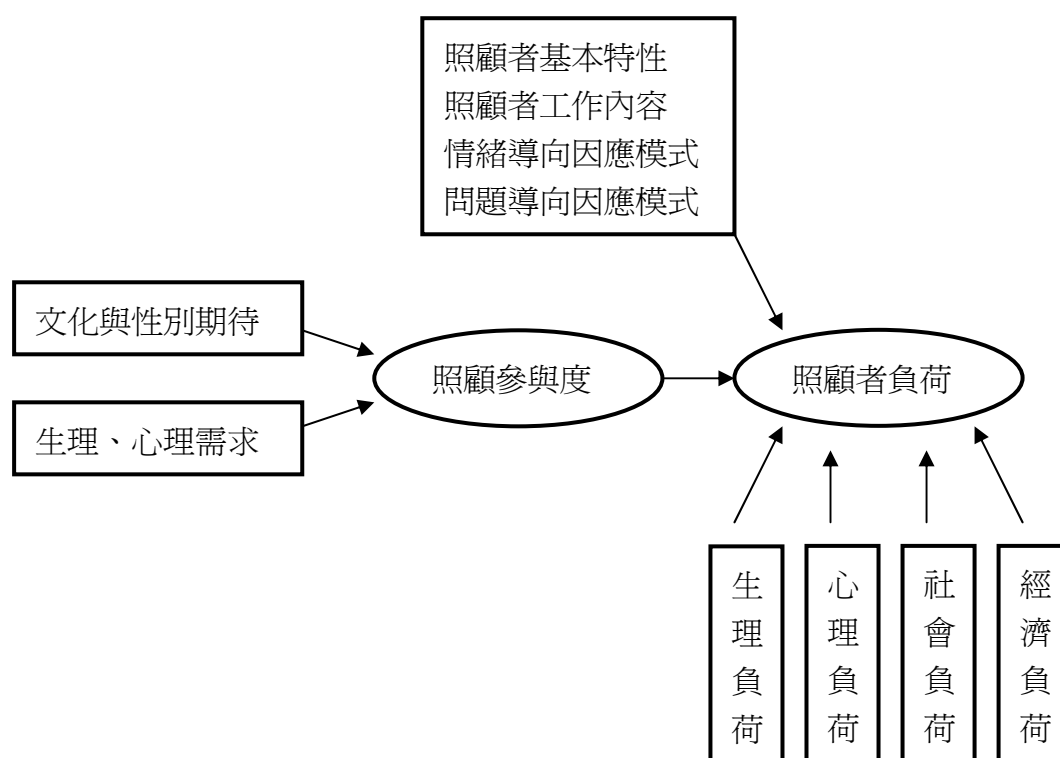 照顧者基本特性
照顧者工作內容
情緒導向因應模式
問題導向因應模式
文化與性別期待
生理、心理需求
照顧參與度
照顧者負荷
生理負荷
心理負荷
社會負荷
經濟負荷